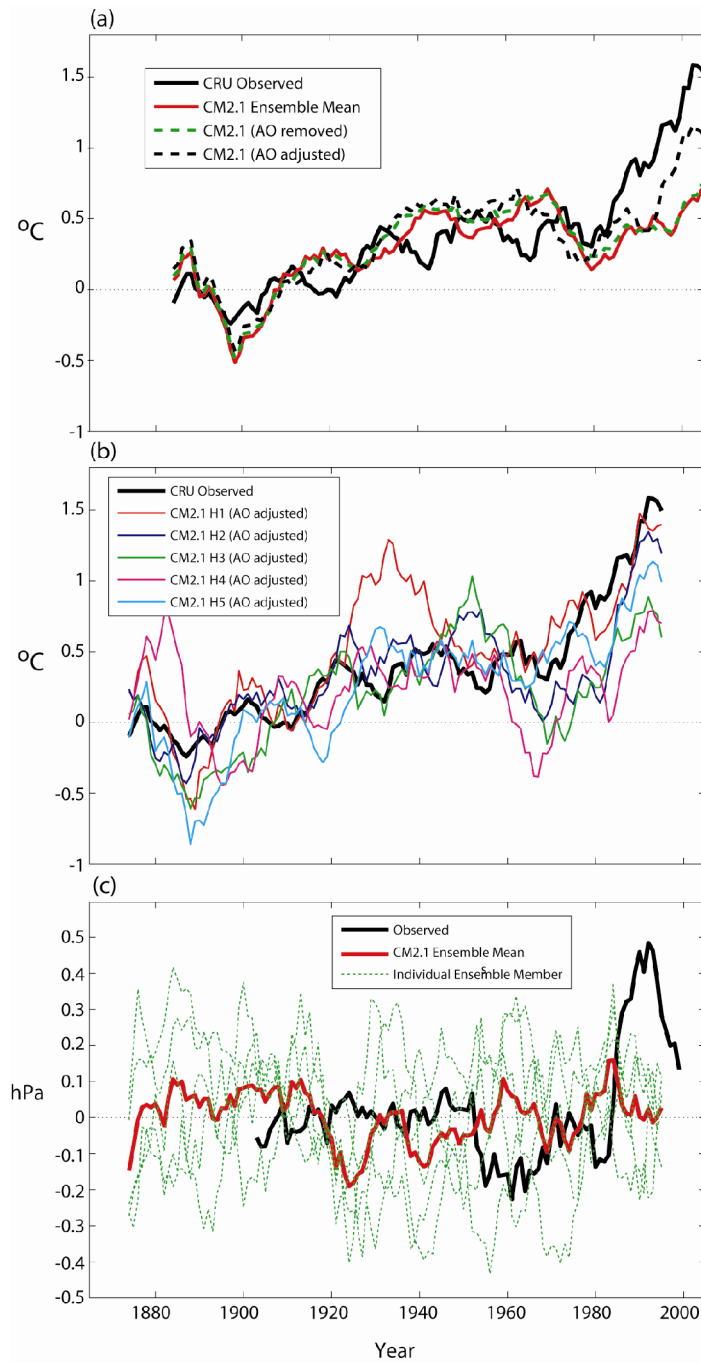 (a)
1.5
1
0.5
0
-0.5
-1
ºC
CRU Observed
CM2.1 Ensemble Mean
CM2.1 (AO removed)
CM2.1 (AO adjusted)
(b)
1.5
1
0.5
0
-0.5
-1
ºC
CRU Observed
CM2.1 H1 (AO adjusted)
CM2.1 H2 (AO adjusted)
CM2.1 H3 (AO adjusted)
CM2.1 H4 (AO adjusted)
CM2.1 H5 (AO adjusted)
(c)
0.5
0.4
0.3
0.2
0.1
0
-0.1
-0.2
-0.3
-0.4
-0.5
hPa
Observed
CM2.1 Ensemble Mean
Individual Ensemble Members
1880 1900 1920 1940 1960 1980 2000
Year